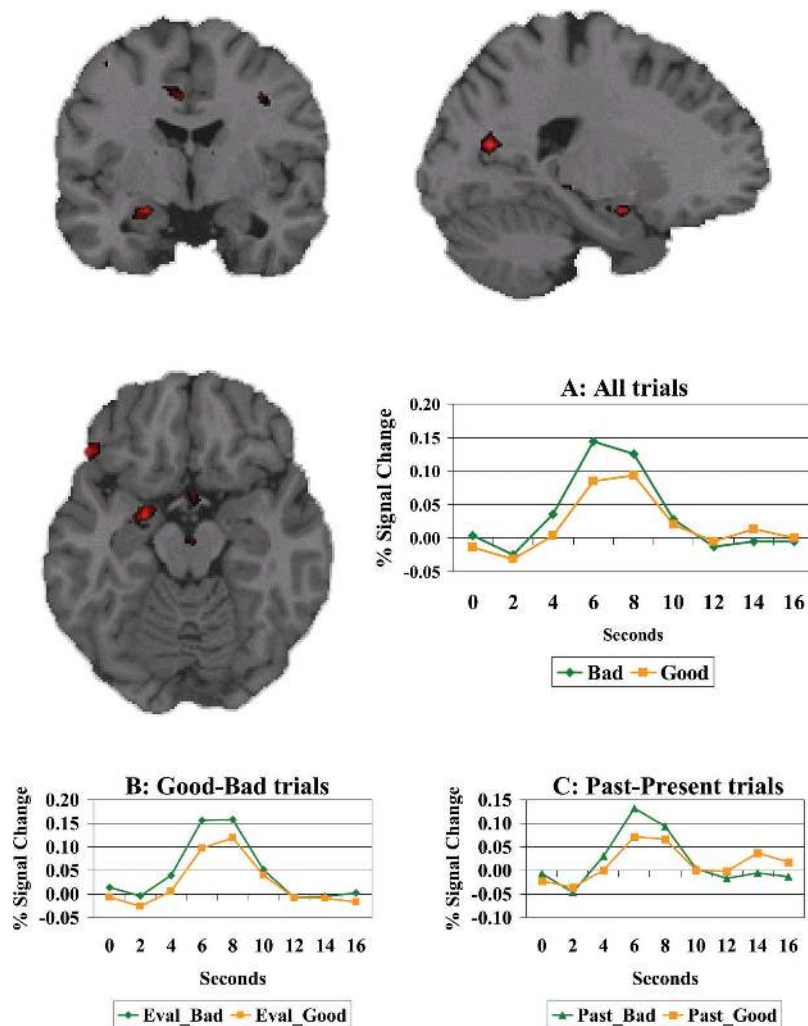 A: All trials
% Signal Change
0.20
0.15
0.10
0.05
0.00
-0.05
0 2 4 6 8 10 12 14 16
Seconds
Bad Good
B: Good-Bad trials
% Signal Change
0.20
0.15
0.10
0.05
0.00
-0.05
0 2 4 6 8 10 12 14 16
Seconds
Eval_Bad Eval_Good
C: Past-Present trials
% Signal Change
0.15
0.10
0.05
0.00
-0.05
-0.10
0 2 4 6 8 10 12 14 16
Seconds
Past_Bad Past_Good